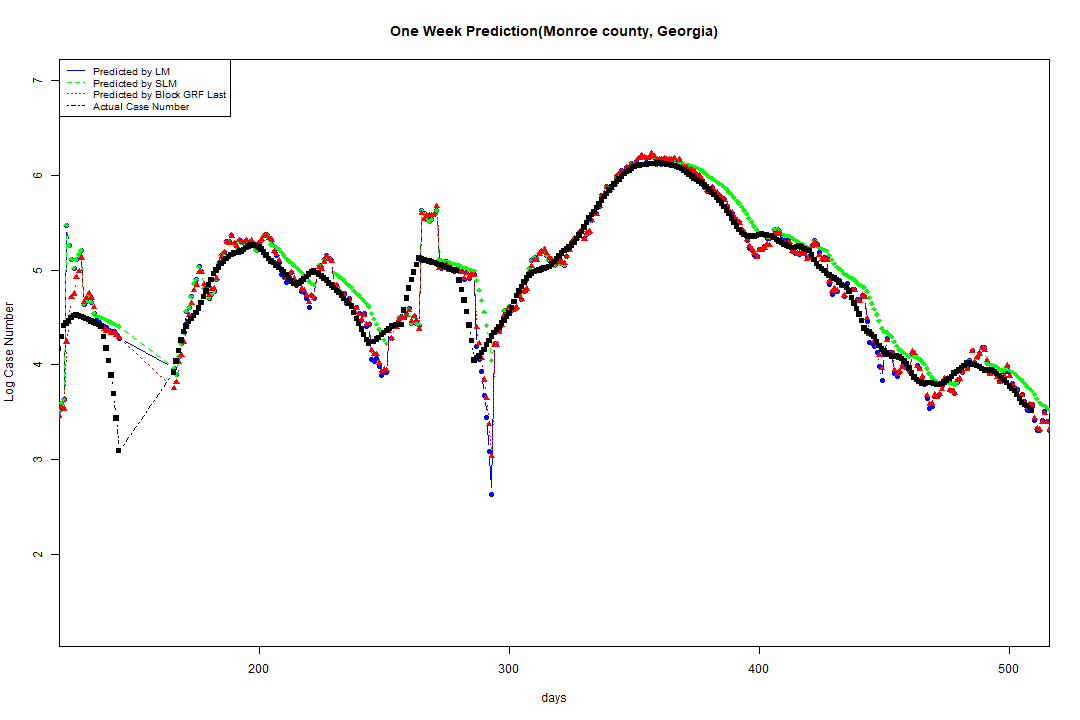 One Week Prediction(Monroe county, Georgia)
Predicted by LM
Predicted by SLM
Predicted by Block GRF Last
Actual Case Number
7
6
5
4
3
2
Log Case Number
200 300 400 500
days